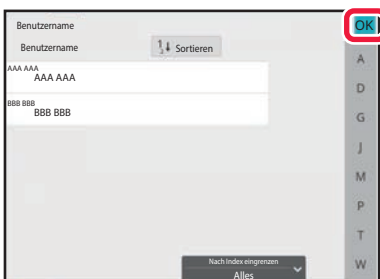 Benutzername
OK
Benutzername
Sortieren
A
AAA AAA
AAA AAA
D
BBB BBB
BBB BBB
G
J
M
P
T
Nach Index eingrenzen
W
Alles